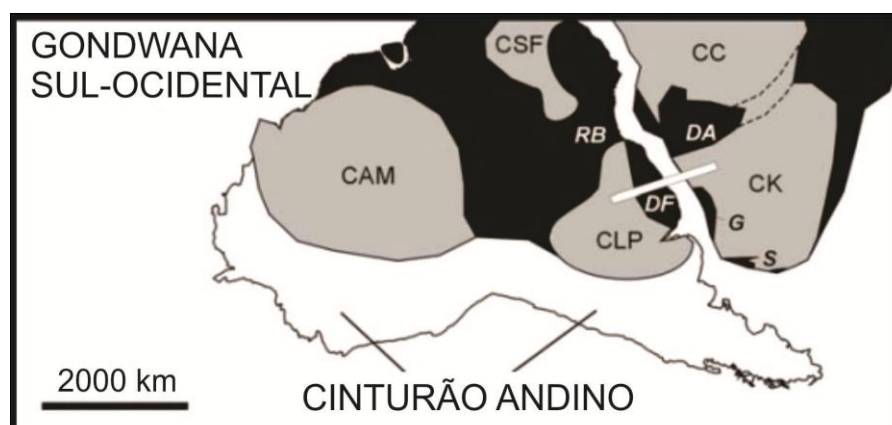 GONDWANA
SUL-OCIDENTAL
CSF
CC
RB
DA
CAM
CK
DF
G
CLP
S
2000 km
CINTURÃO ANDINO